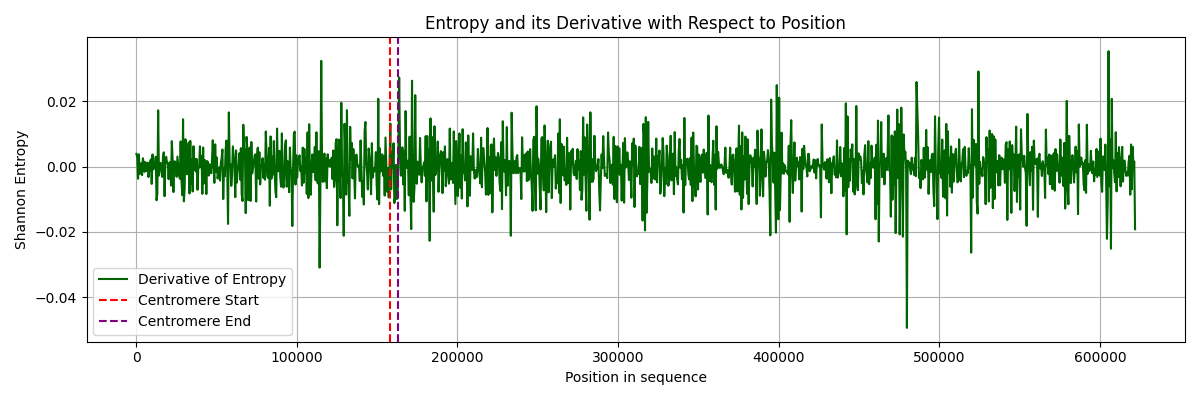 Entropy and its Derivative with Respect to Position
Shannon Entropy
0.02
0.00
−0.02
−0.04
Derivative of Entropy
Centromere Start
Centromere End
0 100000 200000 300000 400000 500000 600000
Position in sequence